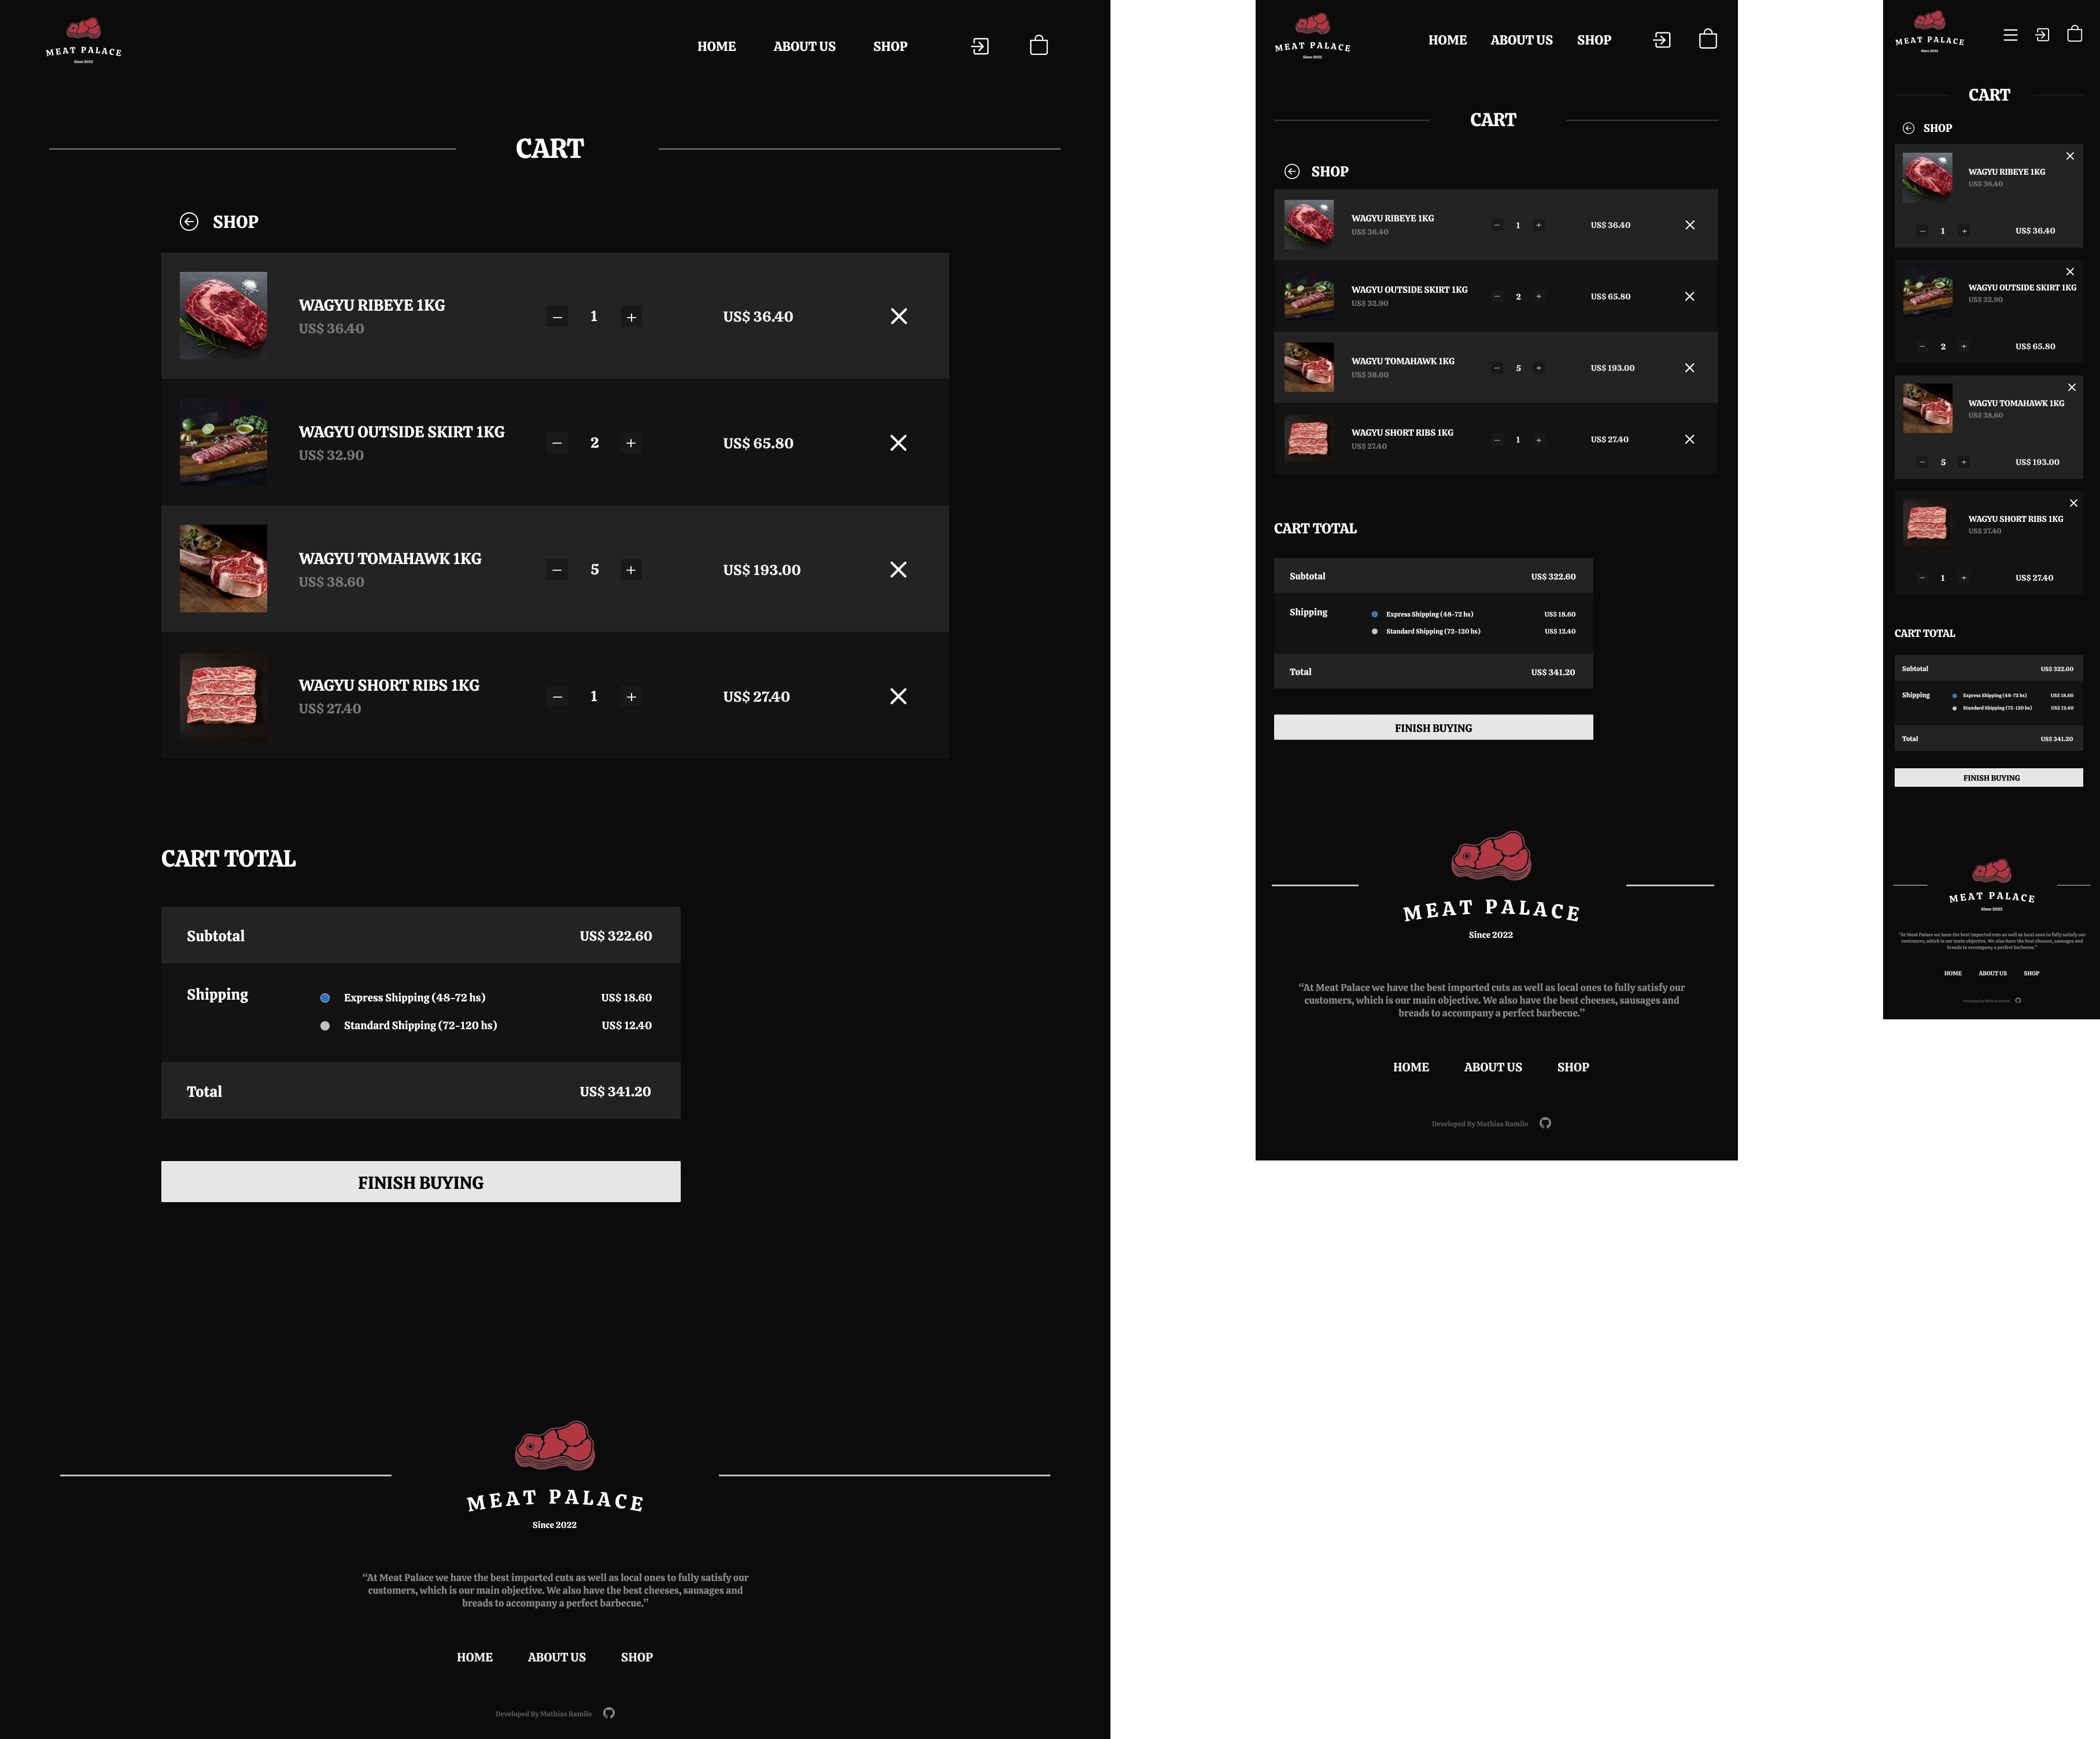 MEAT PALACE
Since 2022
HOME ABOUT US SHOP
CART
SHOP
WAGYU RIBEYE 1KG
US$ 36.40
1
US$ 36.40
WAGYU OUTSIDE SKIRT 1KG
US$ 32.90
2
US$ 65.80
WAGYU TOMAHAWK 1KG
US$ 38.60
5
US$ 193.00
WAGYU SHORT RIBS 1KG
US$ 27.40
1
US$ 27.40
CART TOTAL
Subtotal US$ 322.60
Shipping
Express Shipping (48-72 hs) US$ 18.60
Standard Shipping (72-120 hs) US$ 12.40
Total US$ 341.20
FINISH BUYING
MEAT PALACE
Since 2022
“At Meat Palace we have the best imported cuts as well as local ones to fully satisfy our
customers, which is our main objective. We also have the best cheeses, sausages and
breads to accompany a perfect barbecue.”
HOME ABOUT US SHOP
Developed By Mathias Ramilo
MEAT PALACE
Since 2022
HOME ABOUT US SHOP
CART
SHOP
WAGYU RIBEYE 1KG
US$ 36.40
1
US$ 36.40
WAGYU OUTSIDE SKIRT 1KG
US$ 32.90
2
US$ 65.80
WAGYU TOMAHAWK 1KG
US$ 38.60
5
US$ 193.00
WAGYU SHORT RIBS 1KG
US$ 27.40
1
US$ 27.40
CART TOTAL
Subtotal US$ 322.60
Shipping
Express Shipping (48-72 hs) US$ 18.60
Standard Shipping (72-120 hs) US$ 12.40
Total US$ 341.20
FINISH BUYING
MEAT PALACE
Since 2022
“At Meat Palace we have the best imported cuts as well as local ones to fully satisfy our
customers, which is our main objective. We also have the best cheeses, sausages and
breads to accompany a perfect barbecue.”
HOME ABOUT US SHOP
Developed By Mathias Ramilo
MEAT PALACE
Since 2022
CART
SHOP
WAGYU RIBEYE 1KG
US$ 36.40
1
US$ 36.40
WAGYU OUTSIDE SKIRT 1KG
US$ 32.90
2
US$ 65.80
WAGYU TOMAHAWK 1KG
US$ 38.60
5
US$ 193.00
WAGYU SHORT RIBS 1KG
US$ 27.40
1
US$ 27.40
CART TOTAL
Subtotal US$ 322.60
Shipping
Express Shipping (48-72 hs) US$ 18.60
Standard Shipping (72-120 hs) US$ 12.40
Total US$ 341.20
FINISH BUYING
MEAT PALACE
Since 2022
“At Meat Palace we have the best imported cuts as well as local ones to fully satisfy our
customers, which is our main objective. We also have the best cheeses, sausages and
breads to accompany a perfect barbecue.”
HOME ABOUT US SHOP
Developed By Mathias Ramilo